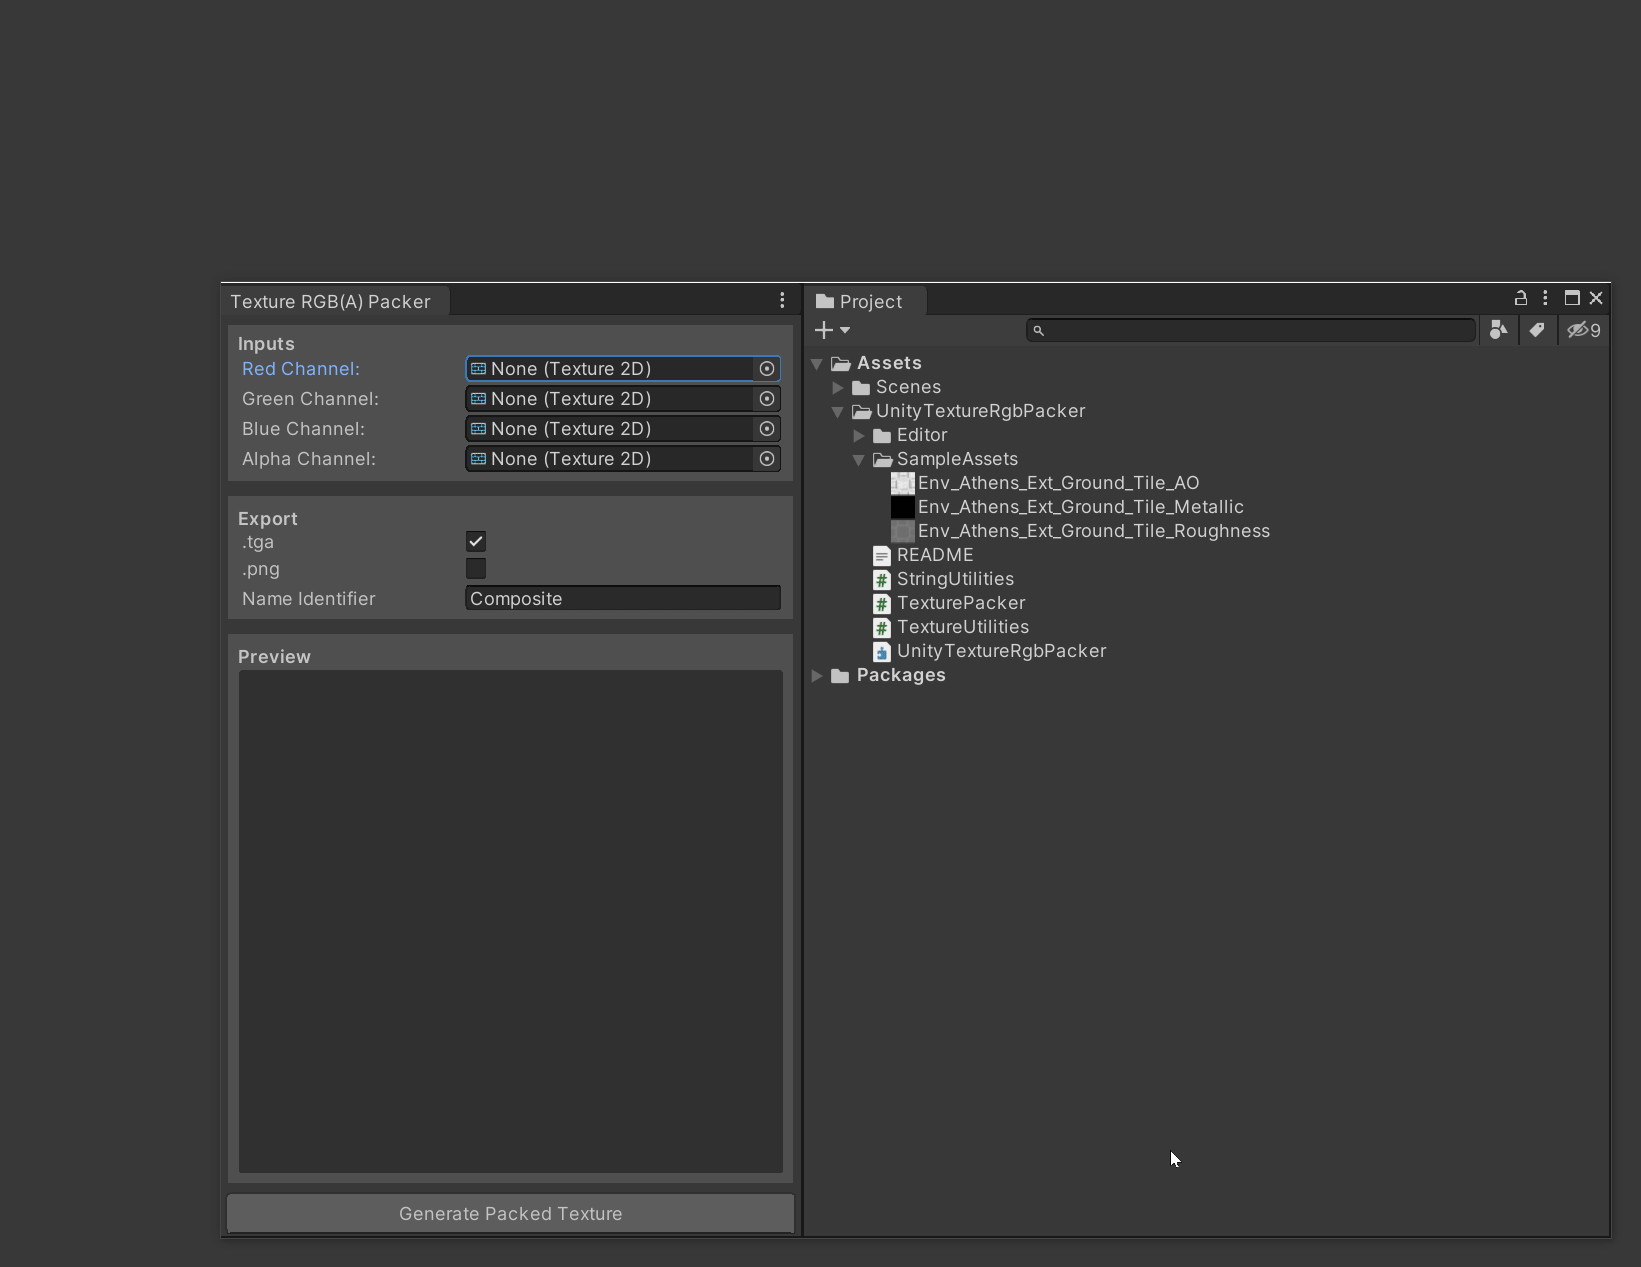 Texture RGB(A) Packer
Inputs
Red Channel: None (Texture 2D)
Green Channel: None (Texture 2D)
Blue Channel: None (Texture 2D)
Alpha Channel: None (Texture 2D)
Export
.tga
.png
Name Identifier Composite
Preview
Generate Packed Texture
Project
9
Assets
Scenes
UnityTextureRgbPacker
Editor
SampleAssets
Env_Athens_Ext_Ground_Tile_AO
Env_Athens_Ext_Ground_Tile_Metallic
Env_Athens_Ext_Ground_Tile_Roughness
README
StringUtilities
TexturePacker
TextureUtilities
UnityTextureRgbPacker
Packages